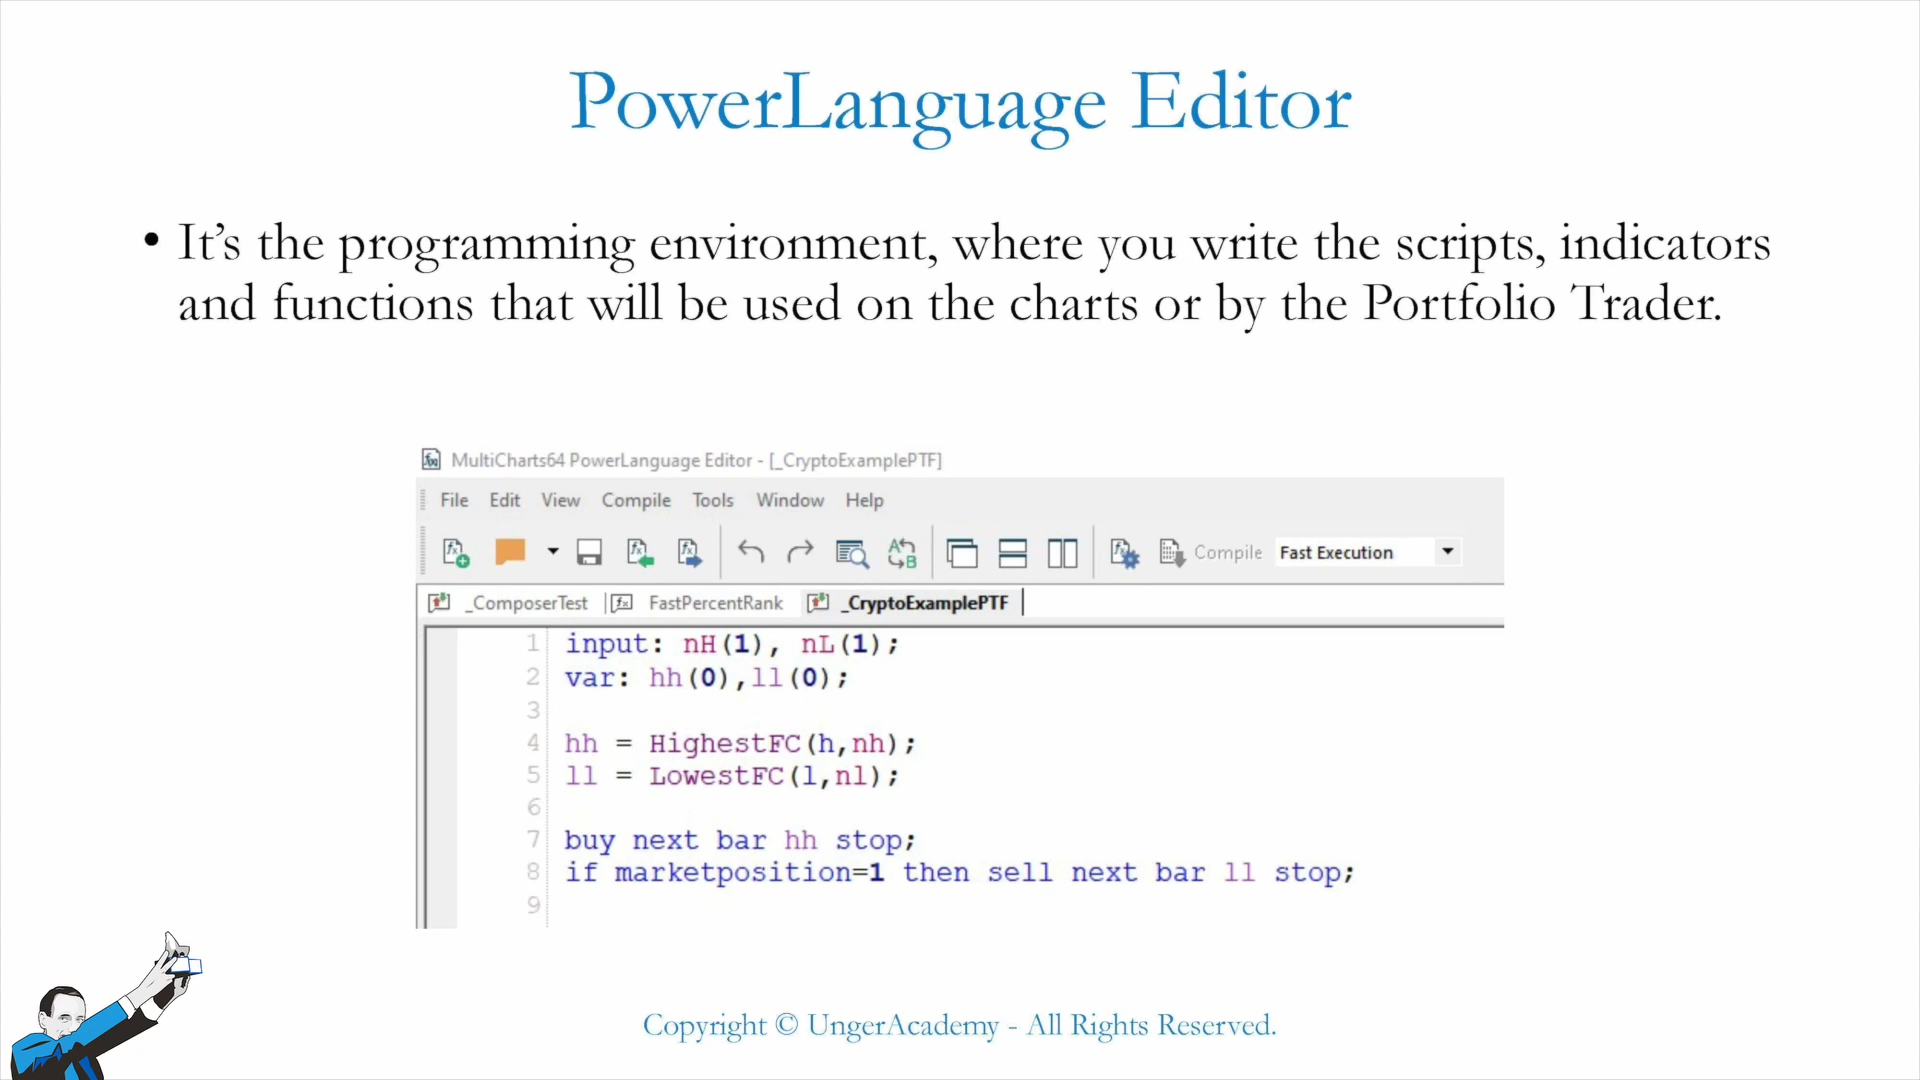 PowerLanguage Editor
• It's the programming environment, where you write the scripts, indicators
and functions that will be used on the charts or by the Portfolio Trader.
MultiCharts64 PowerLanguage Editor - [_CryptoExamplePTF]
File Edit View Compile Tools Window Help
Compile Fast Execution
_ComposerTest FastPercentRank _CryptoExamplePTF
1 input: nH(1), nL(1);
2 var: hh(0),ll(0);
3
4 hh = HighestFC(h,nh);
5 ll = LowestFC(l,nl);
6
7 buy next bar hh stop;
8 if marketposition=1 then sell next bar ll stop;
9
Copyright © UngerAcademy - All Rights Reserved.